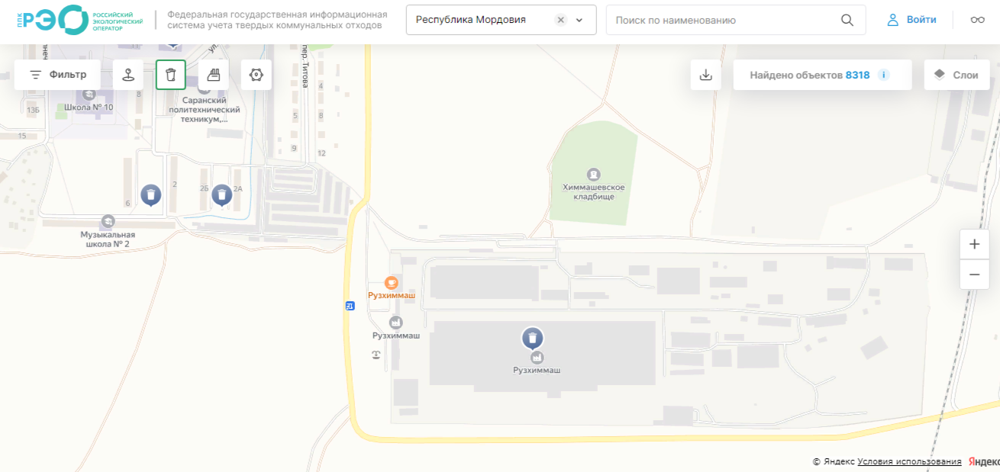 ППК РЭО
РОССИЙСКИЙ
ЭКОЛОГИЧЕСКИЙ
ОПЕРАТОР
Федеральная государственная информационная
система учета твердых коммунальных отходов
Республика Мордовия
Поиск по наименованию
Войти
Фильтр
Найдено объектов 8318 i
Слои
ул.
пер. Титова
Школа № 10
8
13Б
15
Саранский
политехнический
техникум,...
4
5
8
9
12
2
2Б
2А
6
Музыкальная
школа № 2
Химмашевское
кладбище
Рузхиммаш
Рузхиммаш
Рузхиммаш
+
−
© Яндекс Условия использования Яндекс